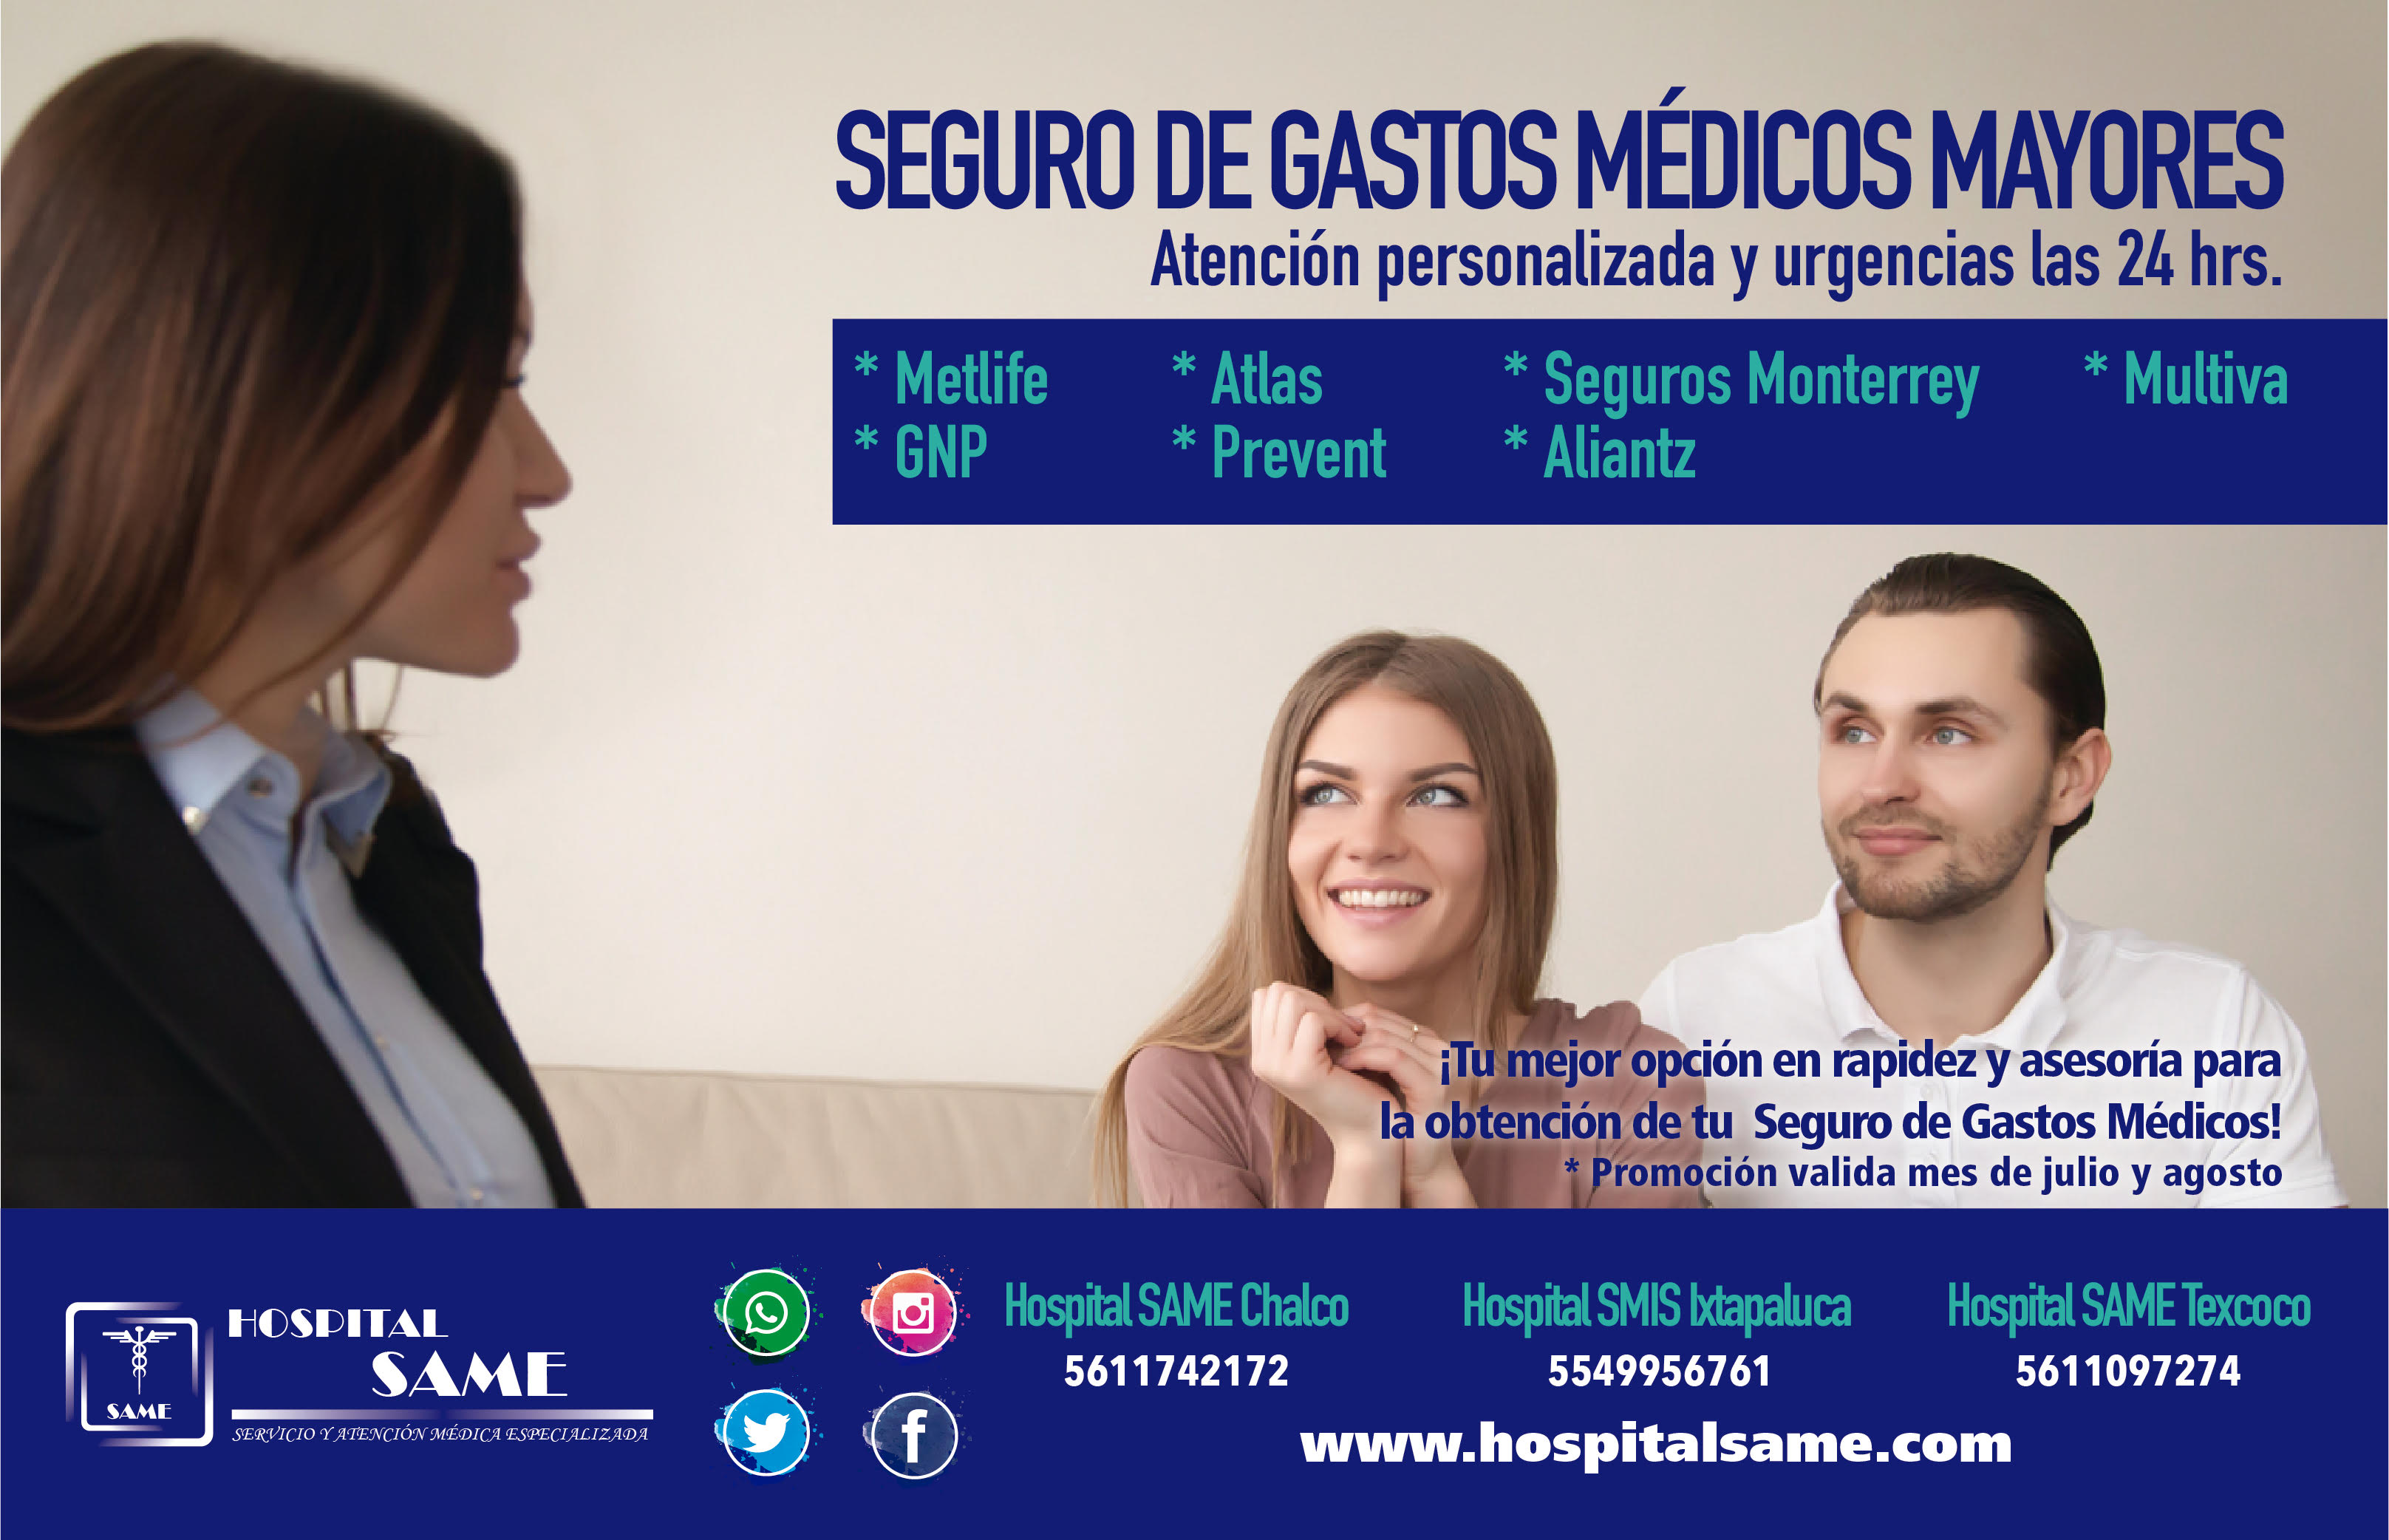 SEGURO DE GASTOS MÉDICOS MAYORES
Atención personalizada y urgencias las 24 hrs.
* Metlife * Atlas * Seguros Monterrey * Multiva
* GNP * Prevent * Aliantz
¡Tu mejor opción en rapidez y asesoría para
la obtención de tu Seguro de Gastos Médicos!
* Promoción valida mes de julio y agosto
SAME
HOSPITAL
SAME
SERVICIO Y ATENCIÓN MÉDICA ESPECIALIZADA
Hospital SAME Chalco Hospital SMIS Ixtapaluca Hospital SAME Texcoco
5611742172 5549956761 5611097274
www.hospitalsame.com